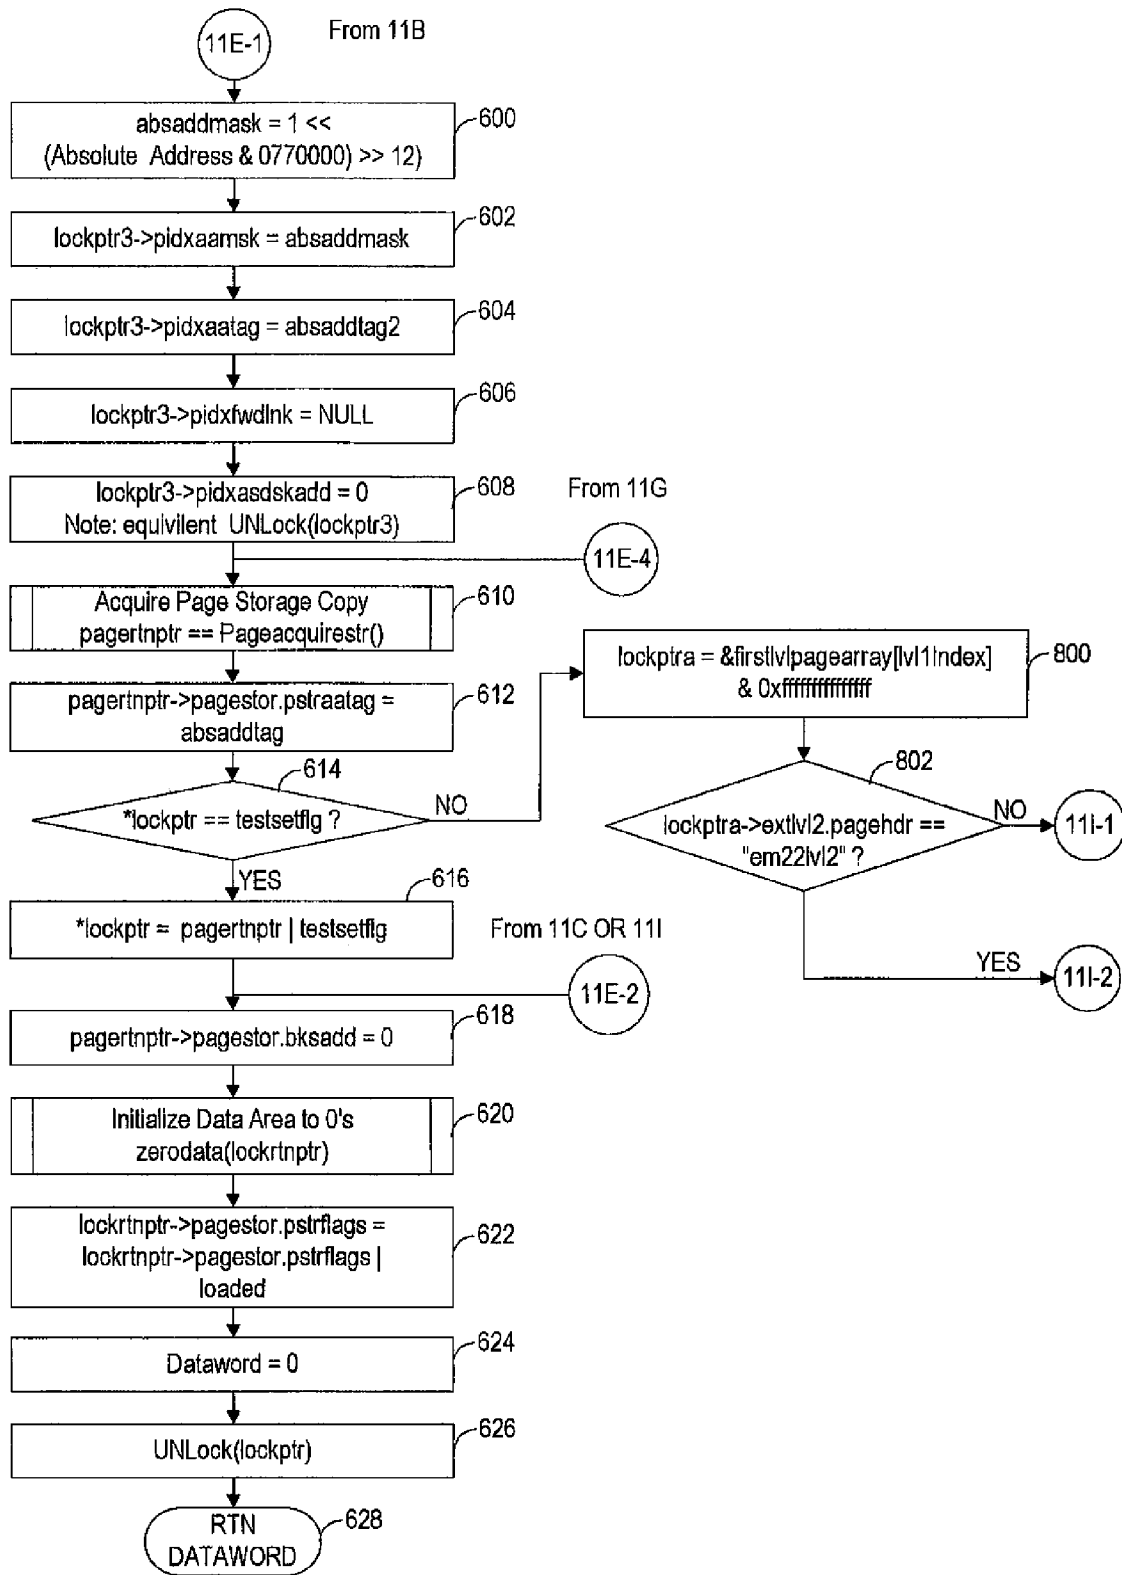 11E-1
From 11B
absaddmask = 1 <<
(Absolute Address & 0770000) >> 12)
600
lockptr3->pidxaamsk = absaddmask
602
lockptr3->pidxaatag = absaddtag2
604
lockptr3->pidxfwdlnk = NULL
606
lockptr3->pidxasdskadd = 0
Note: equivilent UNLock(lockptr3)
608
From 11G
11E-4
Acquire Page Storage Copy
pagertnptr == Pageacquirestr()
610
lockptra = &firstlvlpagearray[lvl1index]
& 0xffffffffffffffff
800
pagertnptr->pagestor.pstraatag =
absaddtag
612
614
*lockptr == testsetflg ?
NO
YES
802
lockptra->extlvl2.pagehdr ==
"em22lvl2" ?
NO
11I-1
YES
11I-2
616
*lockptr = pagertnptr | testsetflg
From 11C OR 11I
11E-2
pagertnptr->pagestor.bksadd = 0
618
Initialize Data Area to 0's
zerodata(lockrtnptr)
620
lockrtnptr->pagestor.pstrflags =
lockrtnptr->pagestor.pstrflags |
loaded
622
Dataword = 0
624
UNLock(lockptr)
626
RTN
DATAWORD
628